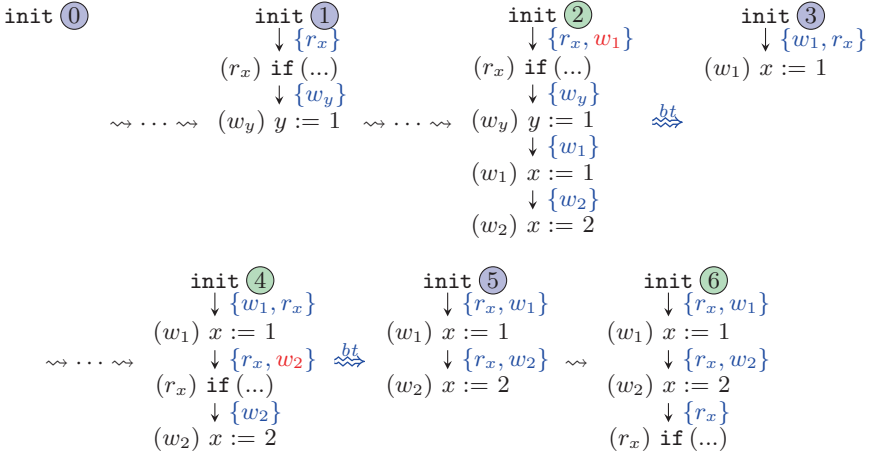 init 0 init 1 init 2 init 3
↓ {r_x} ↓ {r_x, w_1} ↓ {w_1, r_x}
(r_x) if (...) (r_x) if (...) (w_1) x := 1
↓ {w_y} ↓ {w_y}
⇝ ⋯ ⇝ (w_y) y := 1 ⇝ ⋯ ⇝ (w_y) y := 1 bt
↓ {w_1}
(w_1) x := 1
↓ {w_2}
(w_2) x := 2
init 4 init 5 init 6
↓ {w_1, r_x} ↓ {r_x, w_1} ↓ {r_x, w_1}
(w_1) x := 1 (w_1) x := 1 (w_1) x := 1
⇝ ⋯ ⇝ ↓ {r_x, w_2} bt ↓ {r_x, w_2} ⇝ ↓ {r_x, w_2}
(r_x) if (...) (w_2) x := 2 (w_2) x := 2
↓ {w_2} ↓ {r_x}
(w_2) x := 2 (r_x) if (...)